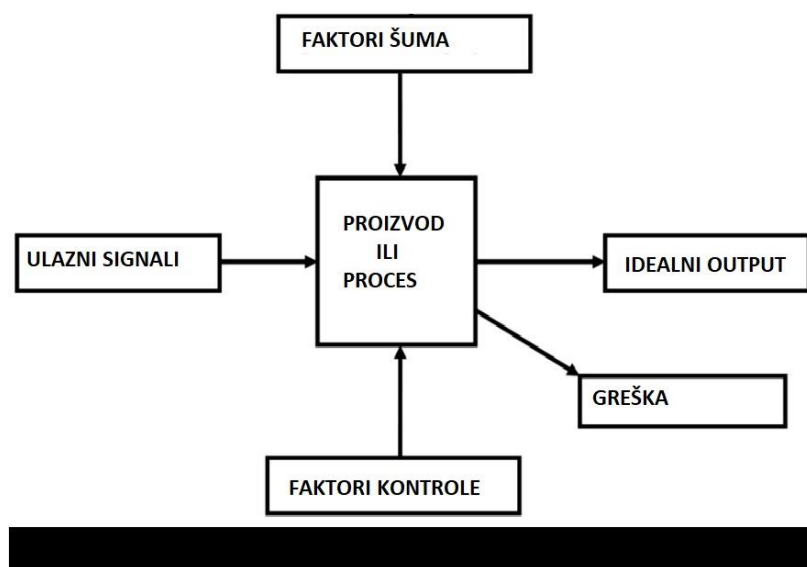 FAKTORI ŠUMA
ULAZNI SIGNALI
PROIZVOD
ILI
PROCES
IDEALNI OUTPUT
GREŠKA
FAKTORI KONTROLE